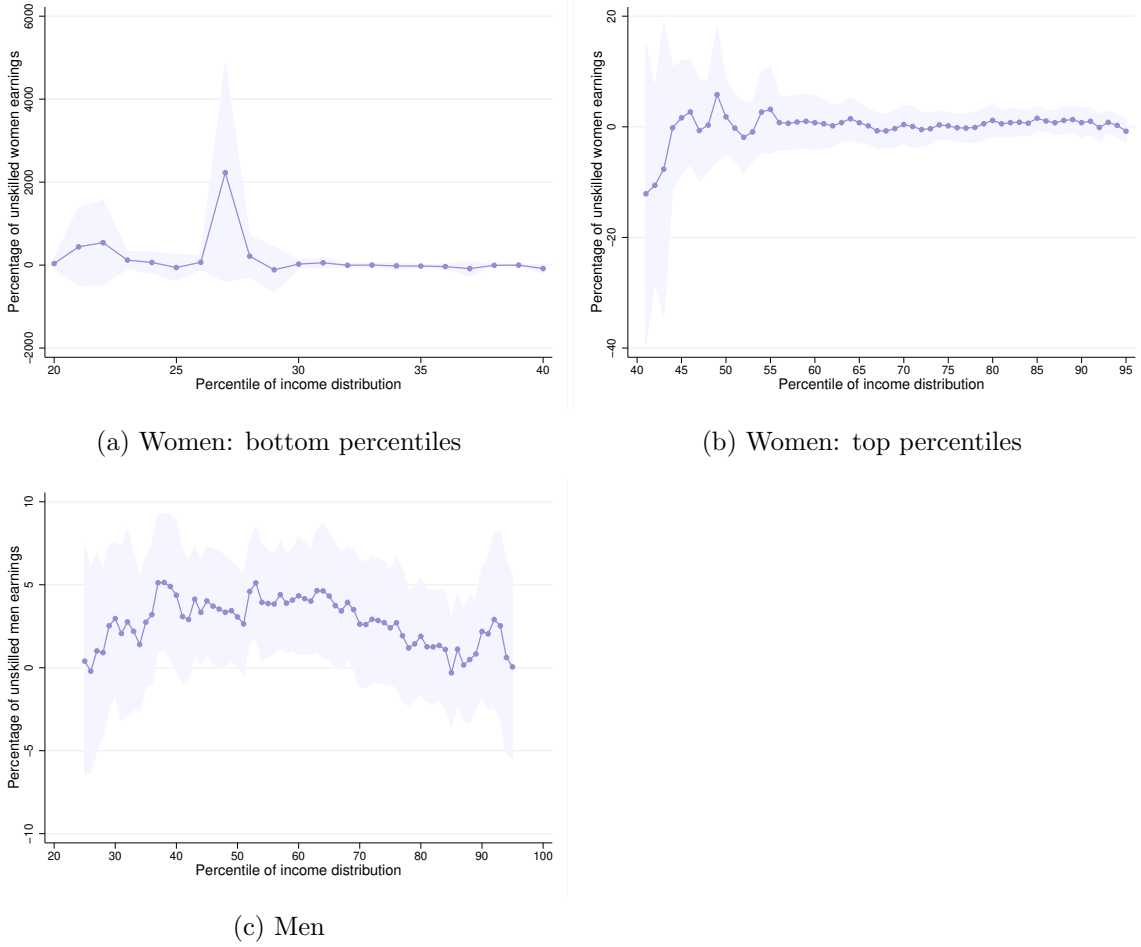 Percentage of unskilled women earnings
6000
4000
2000
0
−2000
20 25 30 35 40
Percentile of income distribution
(a) Women: bottom percentiles
Percentage of unskilled women earnings
20
0
−20
−40
40 45 50 55 60 65 70 75 80 85 90 95
Percentile of income distribution
(b) Women: top percentiles
Percentage of unskilled men earnings
10
5
0
−5
−10
20 30 40 50 60 70 80 90 100
Percentile of income distribution
(c) Men